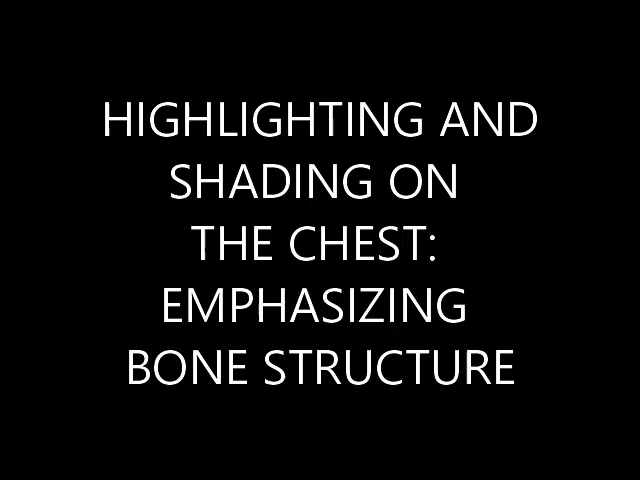 HIGHLIGHTING AND
SHADING ON
THE CHEST:
EMPHASIZING
BONE STRUCTURE